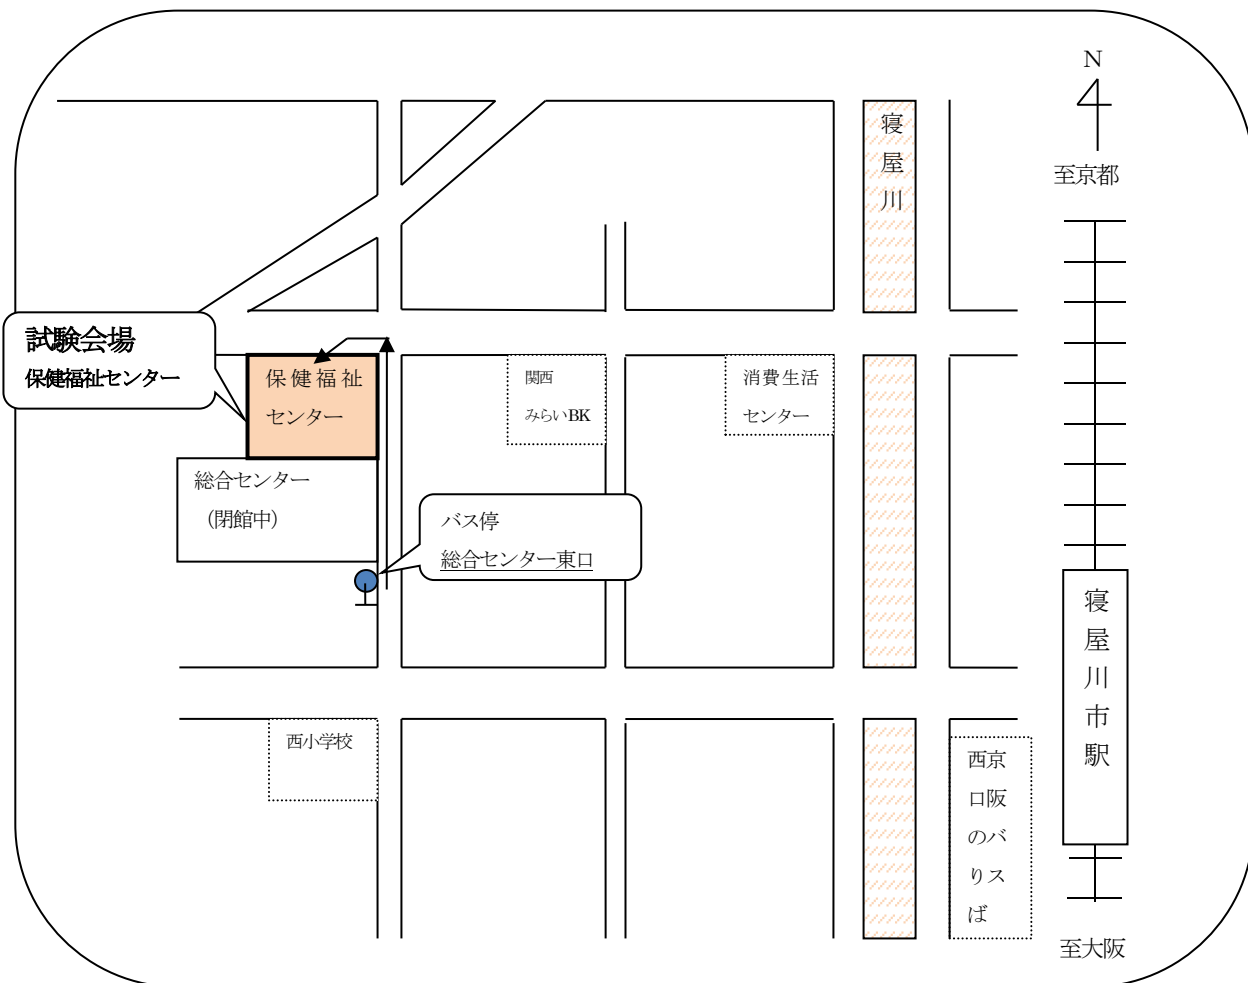 N
至京都
寝屋川
試験会場
保健福祉センター
保健福祉
センター
関西
みらいBK
消費生活
センター
総合センター
（閉館中）
バス停
総合センター東口
寝屋川市駅
西小学校
西京
口阪
のバ
りス
ば
至大阪